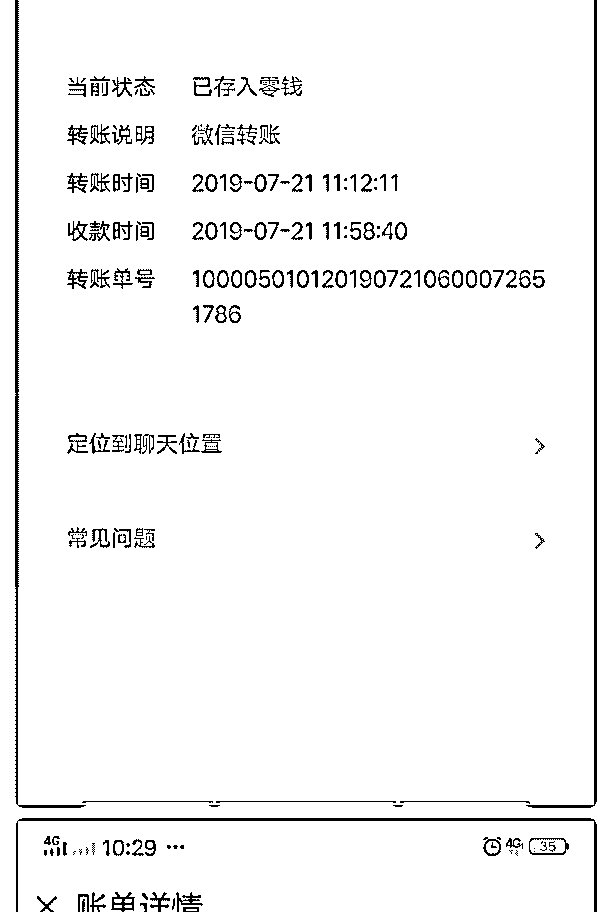 当前状态 已存入零钱
转账说明 微信转账
转账时间 2019-07-21 11:12:11
收款时间 2019-07-21 11:58:40
转账单号 100005010120190721060007265
1786
定位到聊天位置
常见问题
4G 10:29 ··· 4G 35
账单详情